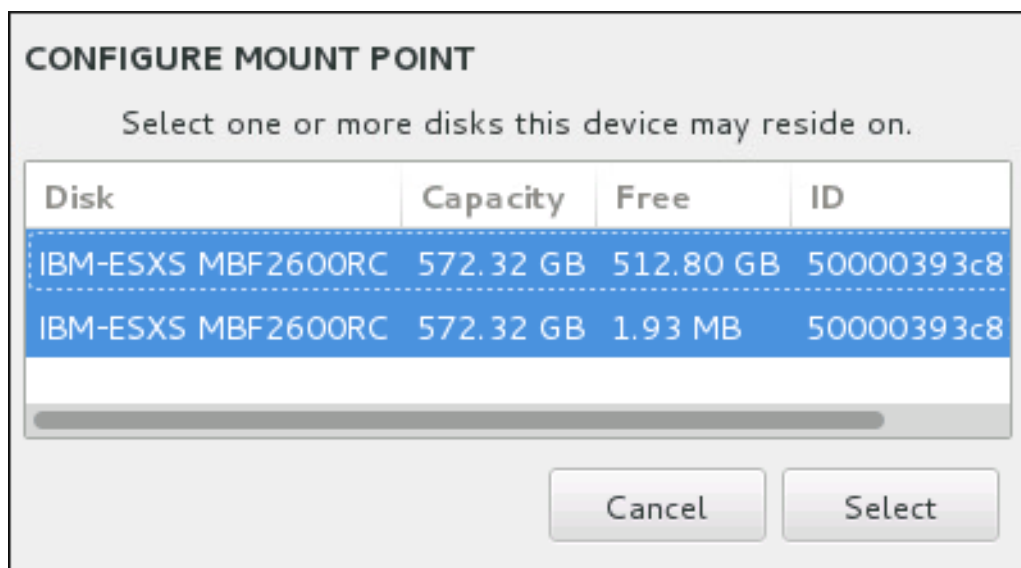 CONFIGURE MOUNT POINT
Select one or more disks this device may reside on.
Disk Capacity Free ID
IBM-ESXS MBF2600RC 572.32 GB 512.80 GB 50000393c8
IBM-ESXS MBF2600RC 572.32 GB 1.93 MB 50000393c8
Cancel Select